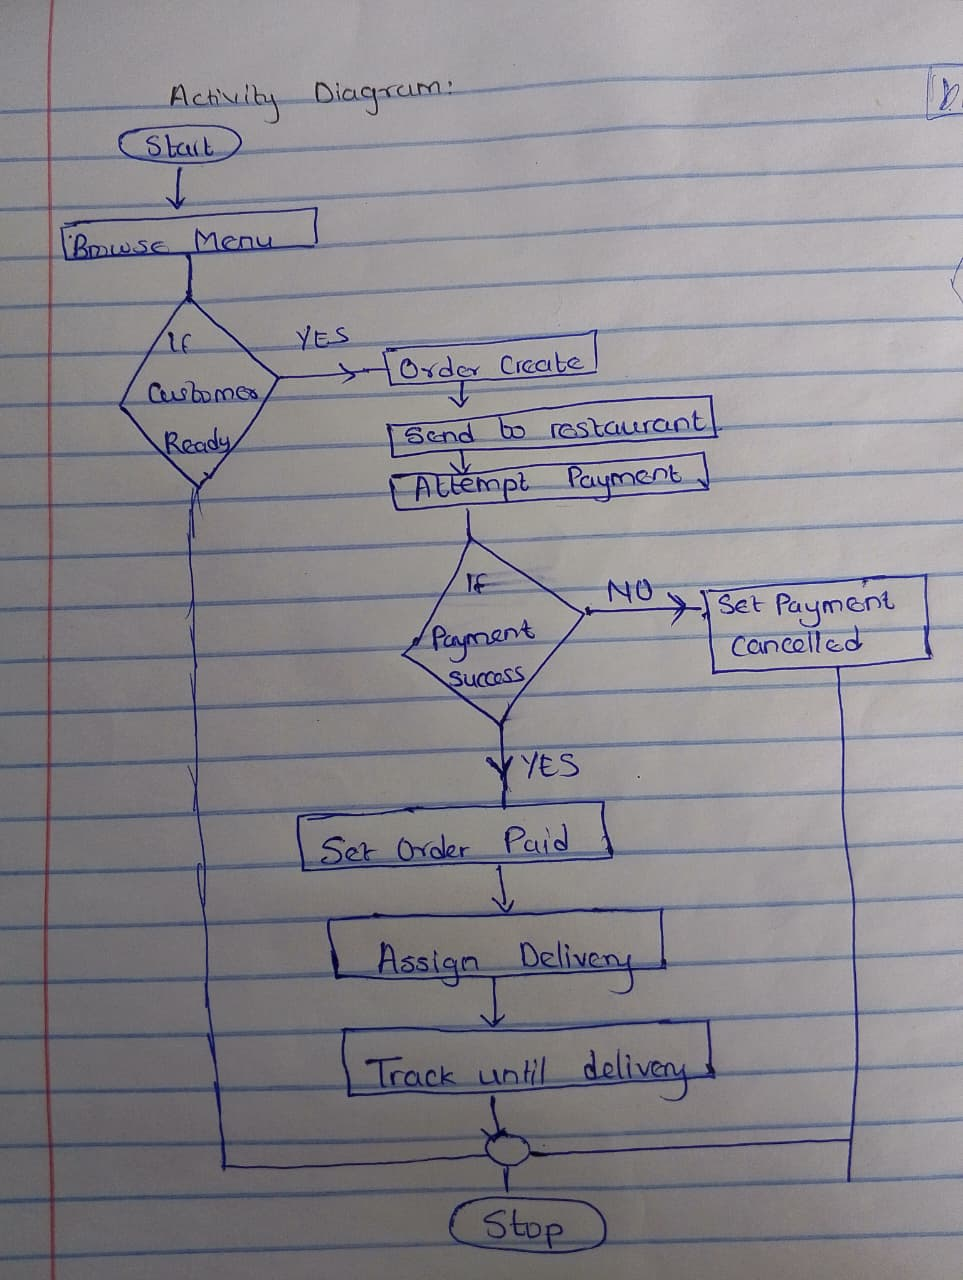 Activity Diagram:
Start
Browse Menu
If
Customer
Ready
YES
Order Create
Send to restaurant
Attempt Payment
If
Payment
success
NO
Set Payment
Cancelled
YES
Set Order Paid
Assign Delivery
Track until delivery
Stop